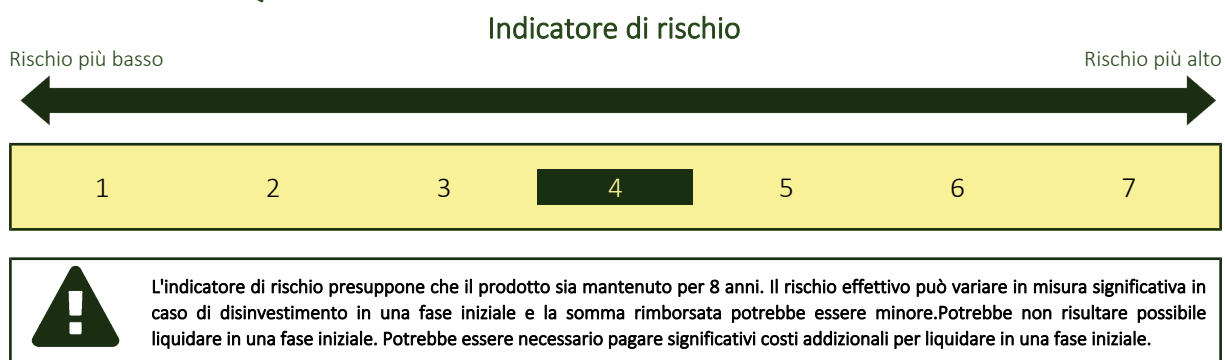 Indicatore di rischio
Rischio più basso
Rischio più alto
1 2 3 4 5 6 7
L'indicatore di rischio presuppone che il prodotto sia mantenuto per 8 anni. Il rischio effettivo può variare in misura significativa in
caso di disinvestimento in una fase iniziale e la somma rimborsata potrebbe essere minore.Potrebbe non risultare possibile
liquidare in una fase iniziale. Potrebbe essere necessario pagare significativi costi addizionali per liquidare in una fase iniziale.